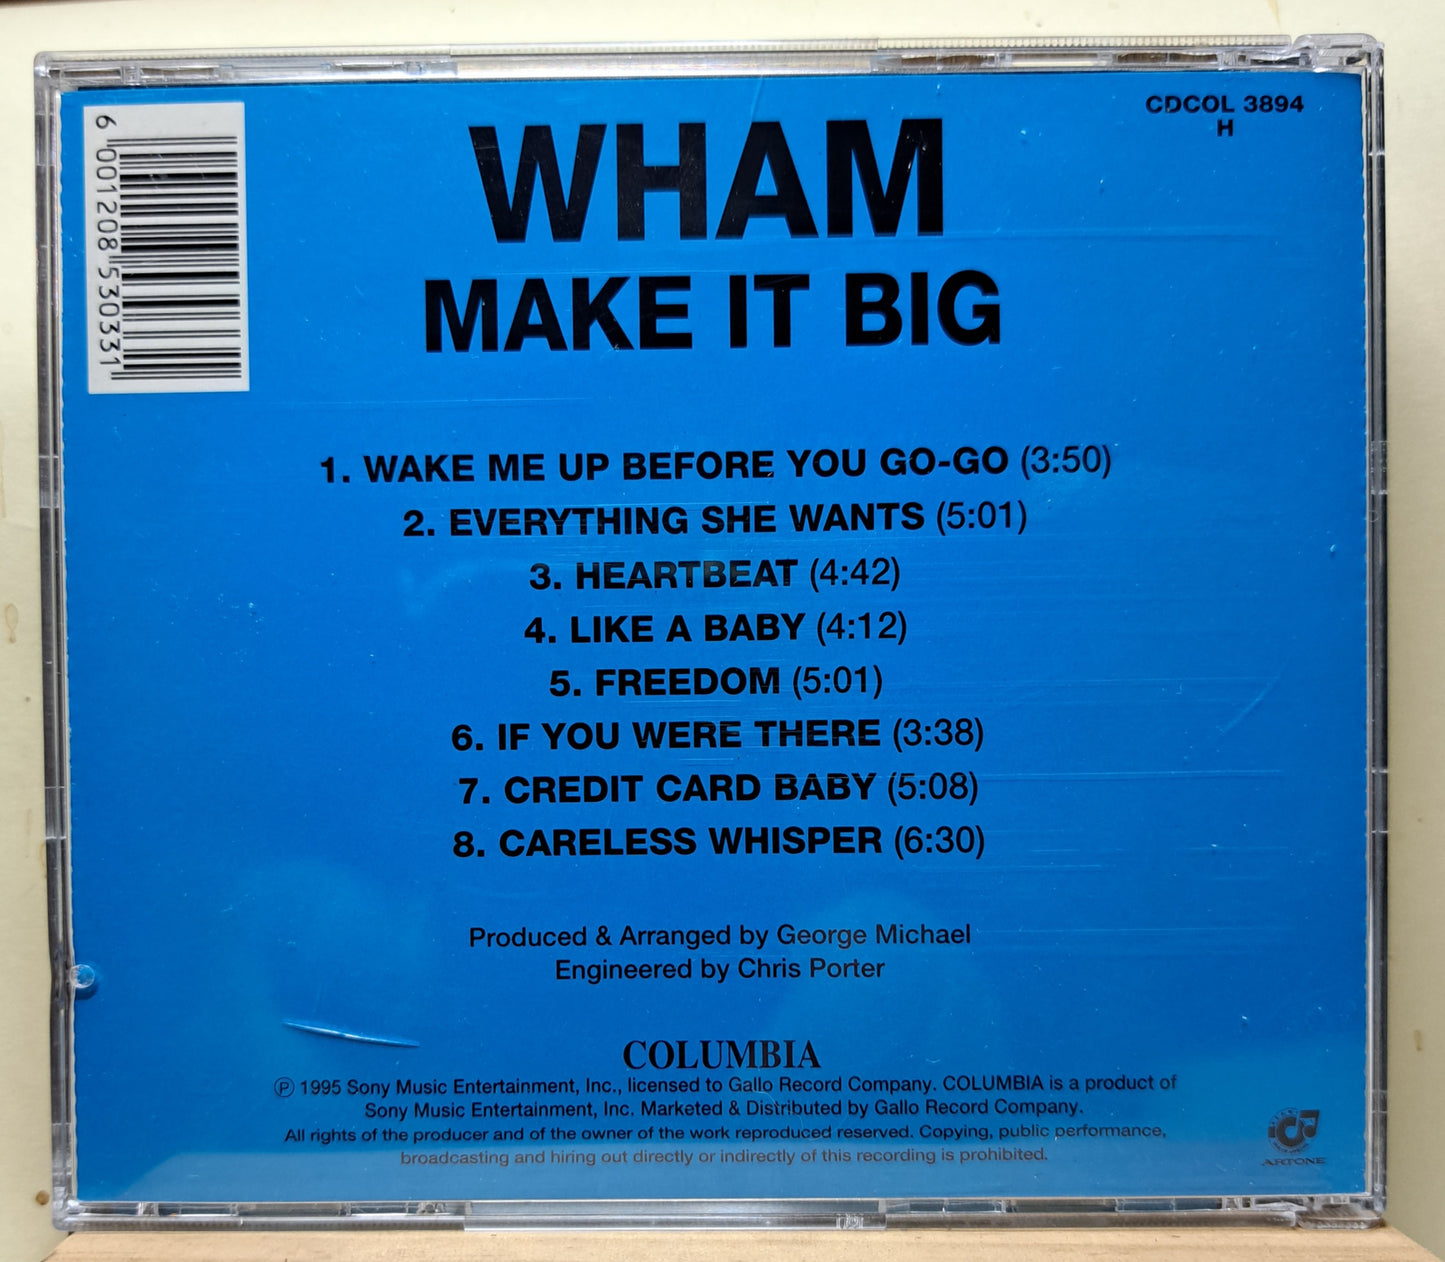 6 001208 530331
CDCOL 3894
H
WHAM
MAKE IT BIG
1. WAKE ME UP BEFORE YOU GO-GO (3:50)
2. EVERYTHING SHE WANTS (5:01)
3. HEARTBEAT (4:42)
4. LIKE A BABY (4:12)
5. FREEDOM (5:01)
6. IF YOU WERE THERE (3:38)
7. CREDIT CARD BABY (5:08)
8. CARELESS WHISPER (6:30)
Produced & Arranged by George Michael
Engineered by Chris Porter
COLUMBIA
℗ 1995 Sony Music Entertainment, Inc., licensed to Gallo Record Company. COLUMBIA is a product of
Sony Music Entertainment, Inc. Marketed & Distributed by Gallo Record Company.
All rights of the producer and of the owner of the work reproduced reserved. Copying, public performance,
broadcasting and hiring out directly or indirectly of this recording is prohibited.
ARTONE